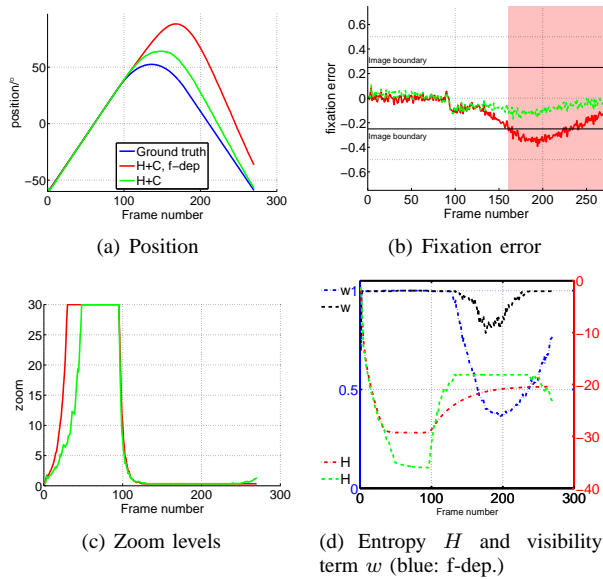 position/°
50
0
−50
0
100
200
300
Frame number
Ground truth
H+C, f−dep
H+C
(a) Position
fixation error
0.6
0.4
0.2
0
−0.2
−0.4
−0.6
Image boundary
Image boundary
0
50
100
150
200
250
Frame number
(b) Fixation error
zoom
30
25
20
15
10
5
0
0
100
200
300
Frame number
(c) Zoom levels
1
0.5
0
w
w
H
H
0
−10
−20
−30
−40
0
100
200
300
Frame number
(d) Entropy H and visibility
term w (blue: f-dep.)